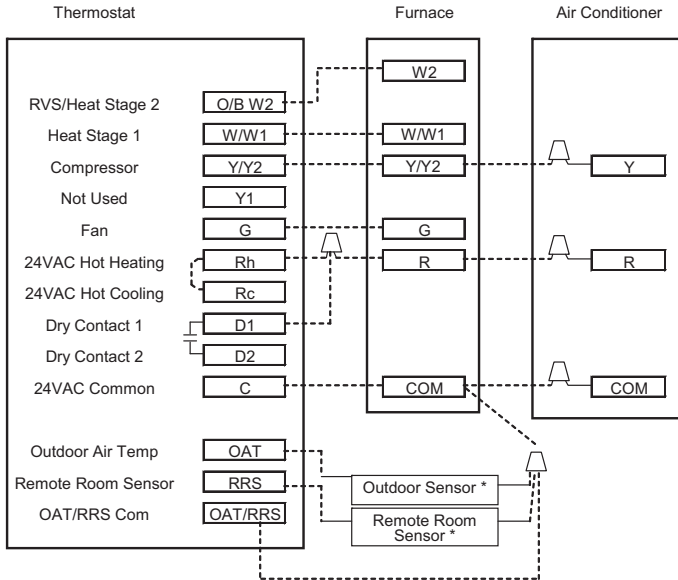 Thermostat Furnace Air Conditioner
W2
RVS/Heat Stage 2 O/B W2
Heat Stage 1 W/W1 W/W1
Compressor Y/Y2 Y/Y2 Y
Not Used Y1
Fan G G
24VAC Hot Heating Rh R R
24VAC Hot Cooling Rc
Dry Contact 1 D1
Dry Contact 2 D2
24VAC Common C COM COM
Outdoor Air Temp OAT
Outdoor Sensor *
Remote Room Sensor RRS
OAT/RRS Com OAT/RRS
Remote Room
Sensor *